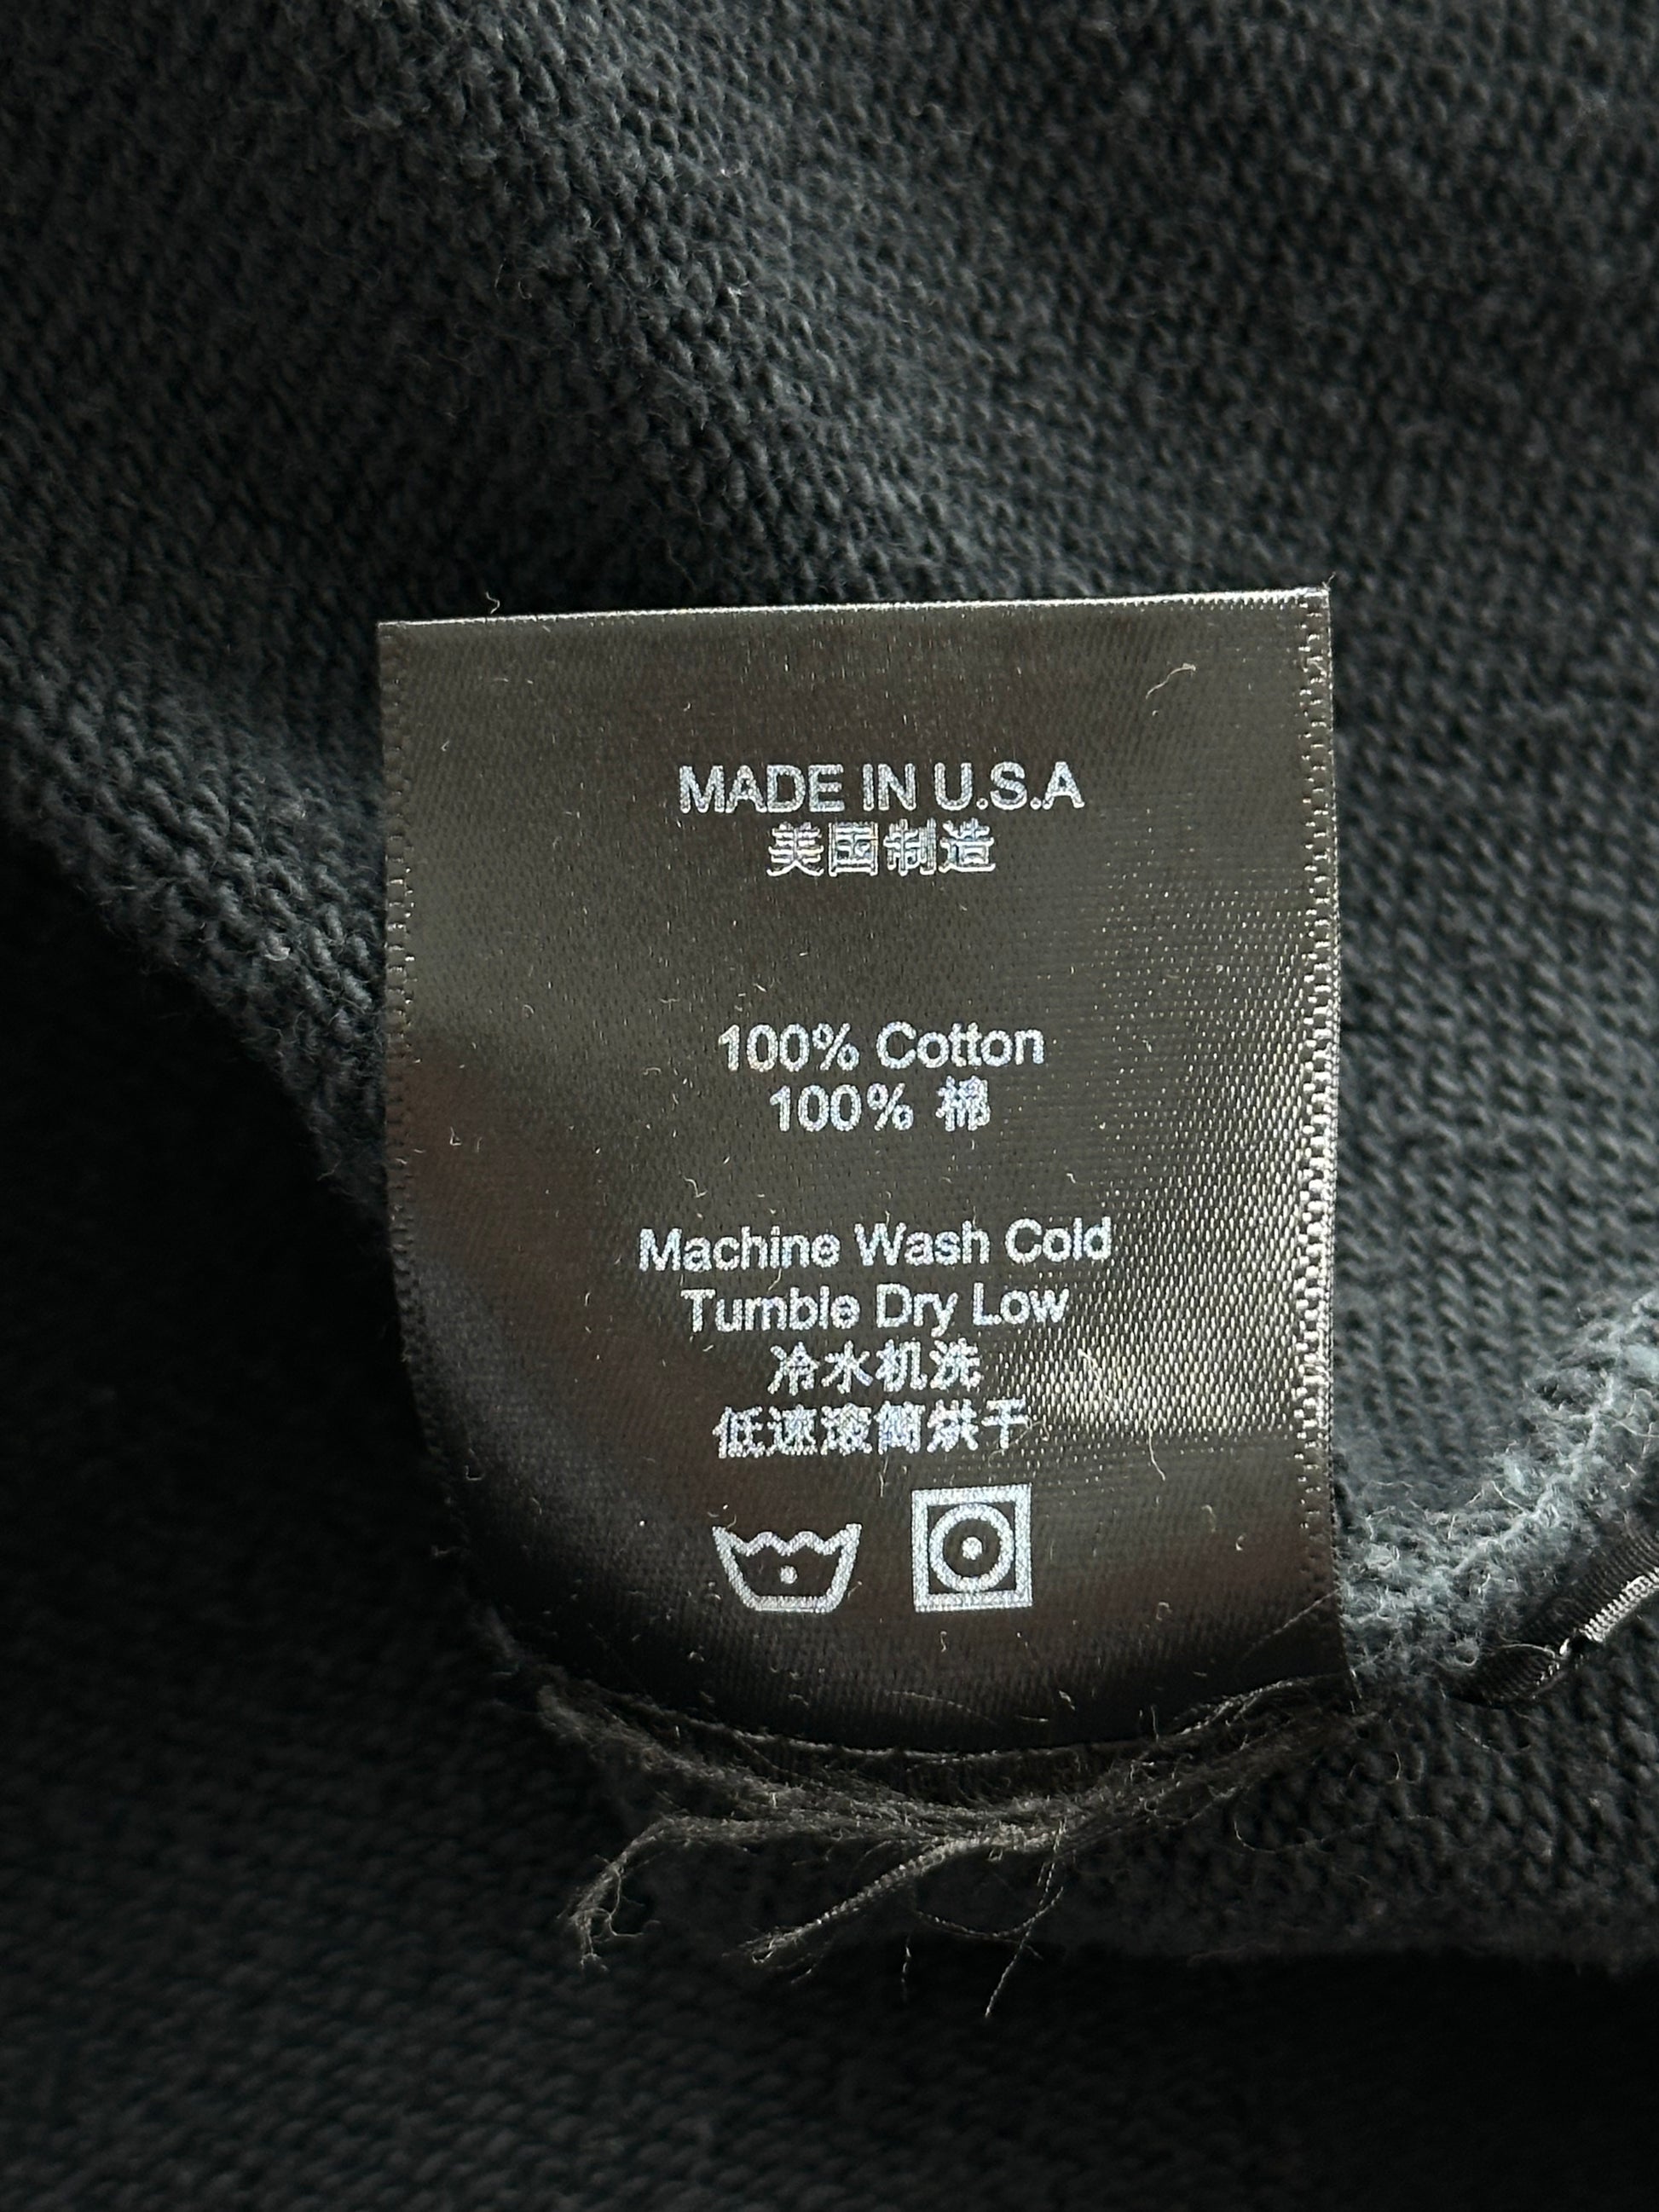 MADE IN U.S.A
美国制造
100% Cotton
100% 棉
Machine Wash Cold
Tumble Dry Low
冷水机洗
低速滚筒烘干